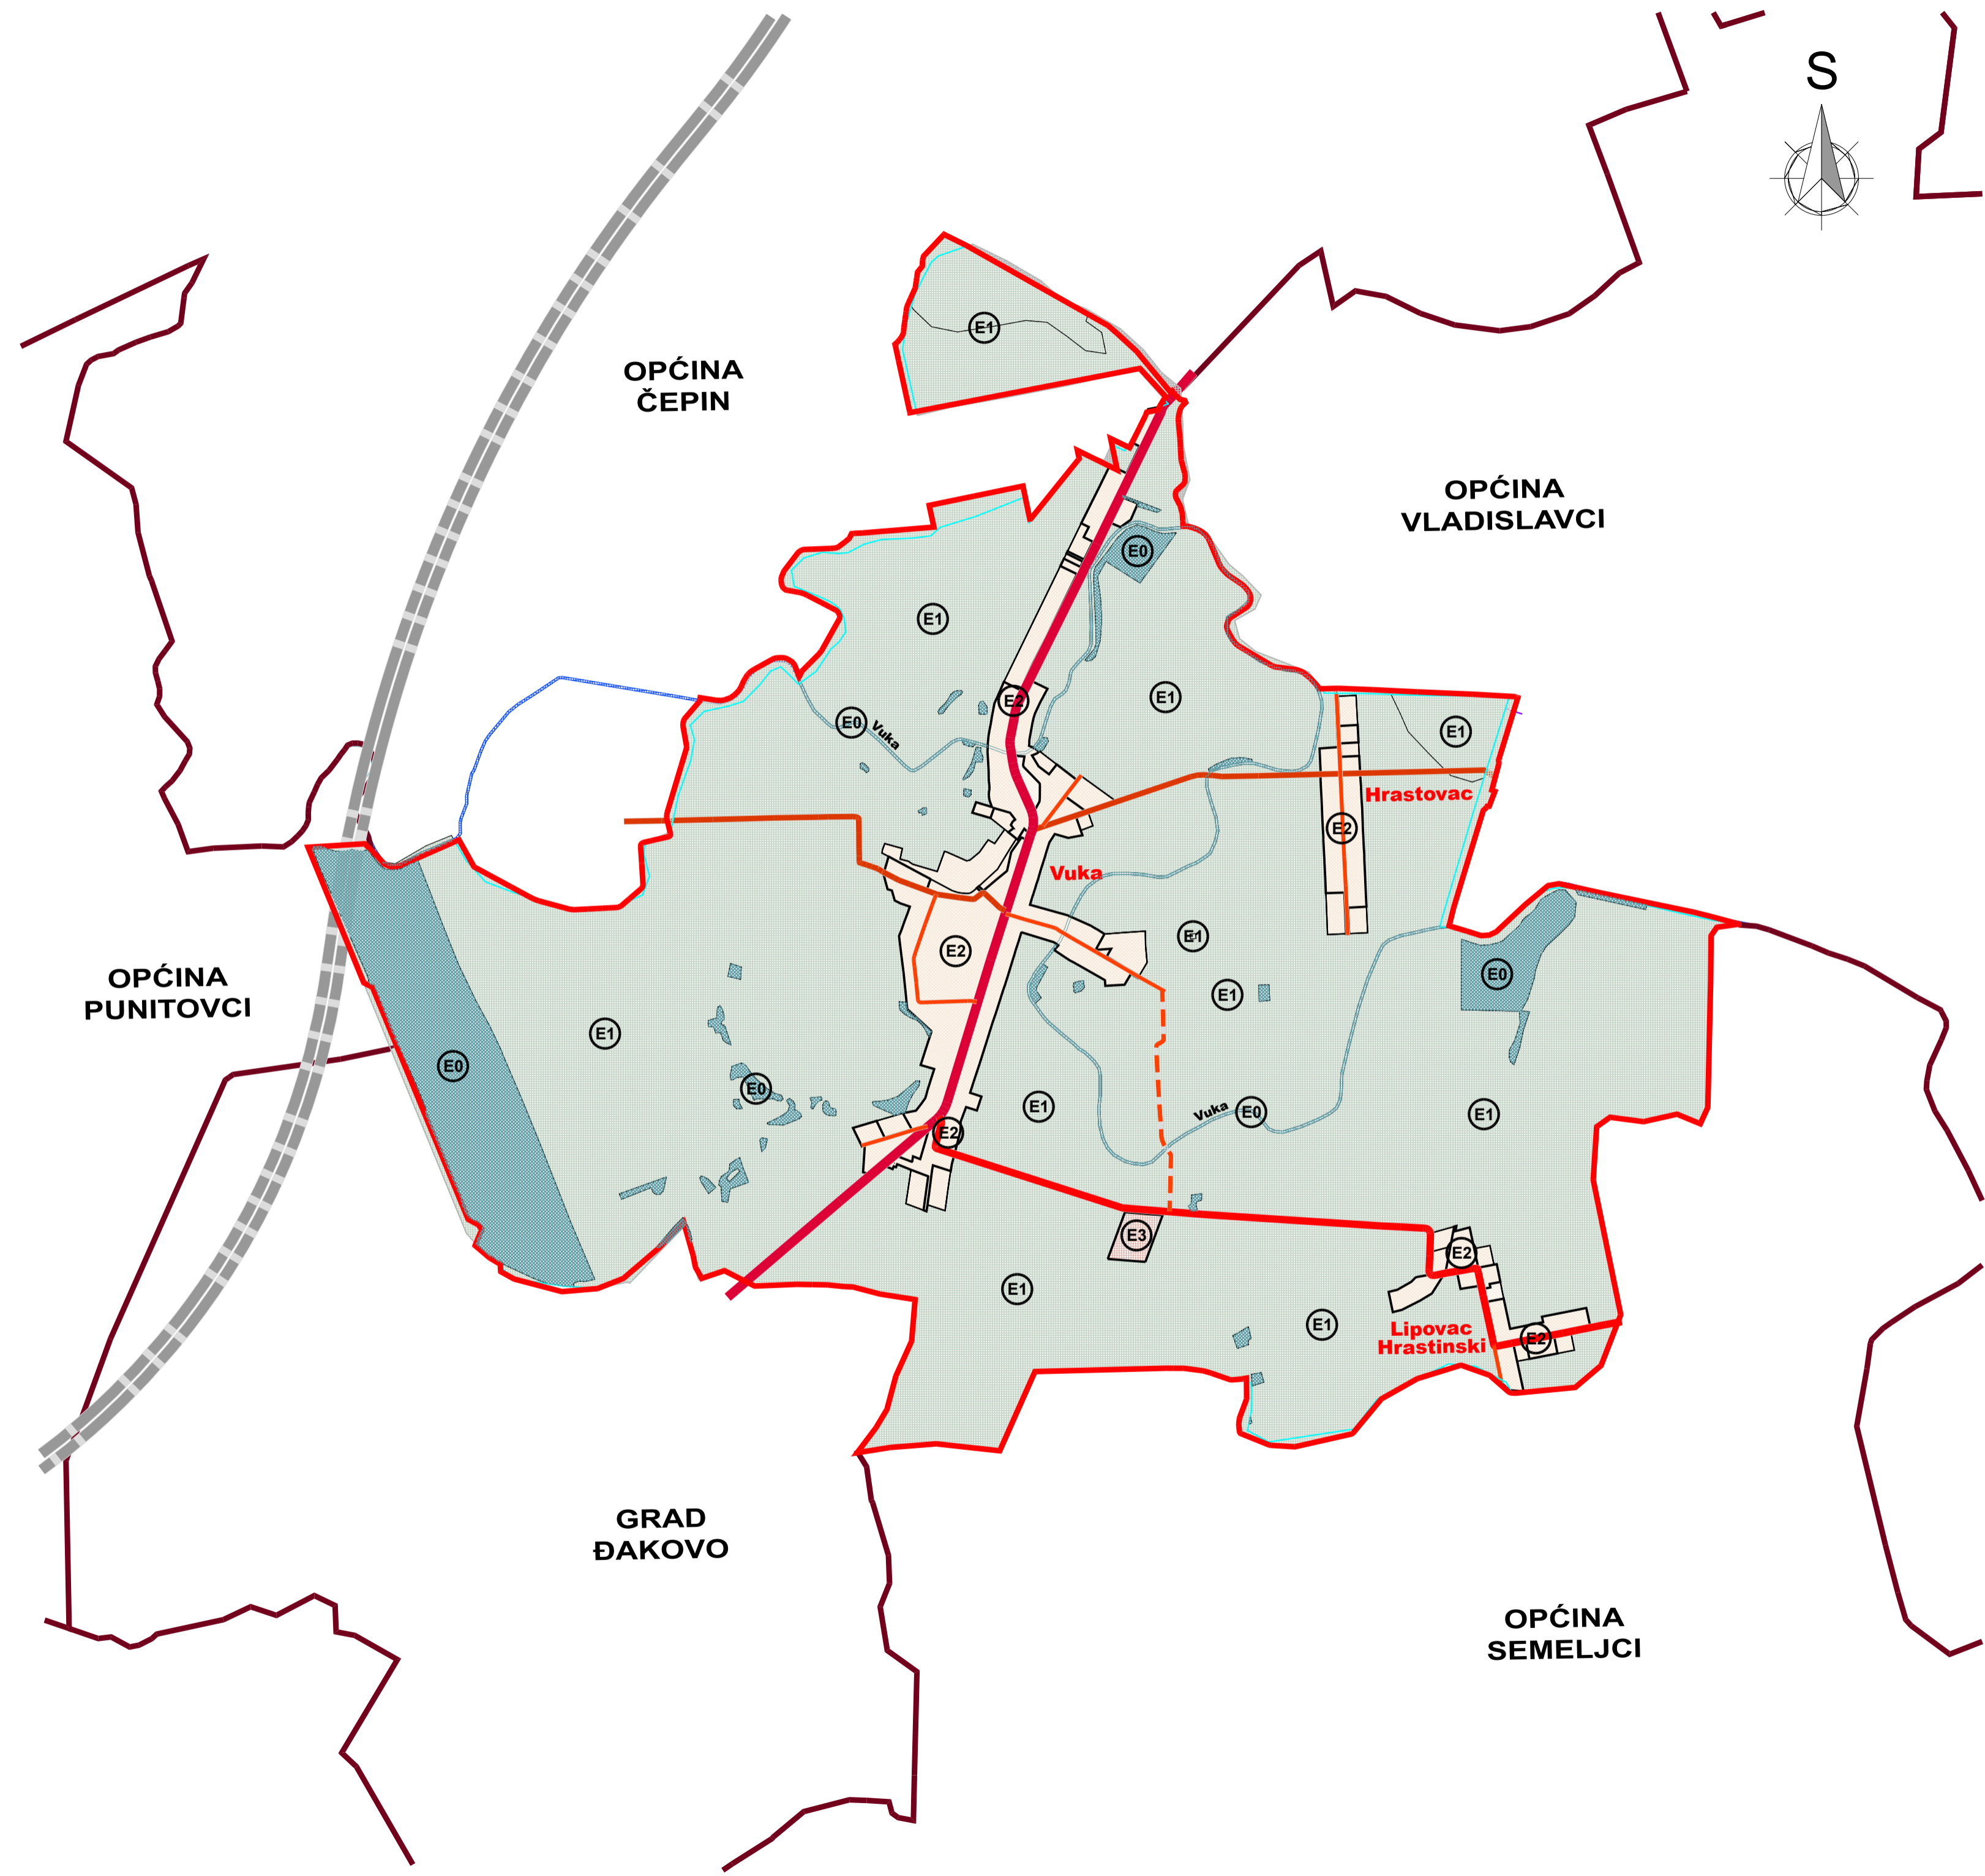 S
E1
OPĆINA
ČEPIN
OPĆINA
VLADISLAVCI
E0
E1
E1
E2
E0
Vuka
E1
Hrastovac
E2
Vuka
E1
E2
OPĆINA
PUNITOVCI
E0
E1
E1
E0
E0
E1
Vuka
E0
E1
E2
E3
E2
E1
E1
Lipovac
Hrastinski
E2
GRAD
ĐAKOVO
OPĆINA
SEMELJCI